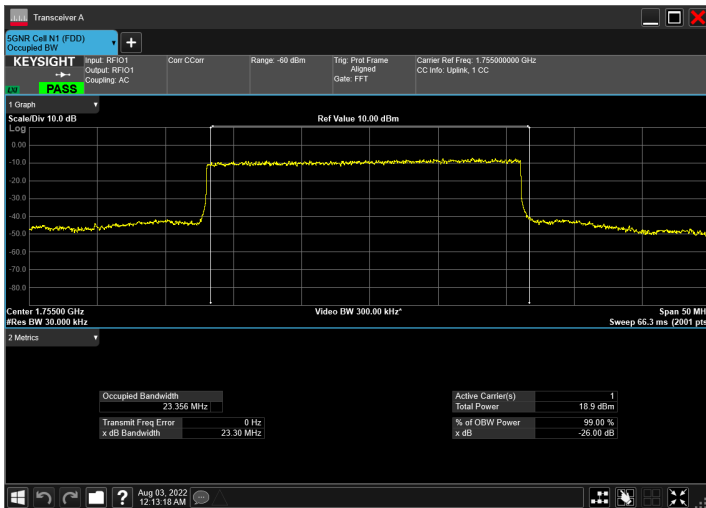 Transceiver A
5GNR Cell N1 (FDD)
Occupied BW
KEYSIGHT
PASS
Input: RFIO1
Output: RFIO1
Coupling: AC
Corr CCorr
Range: -60 dBm
Trig: Prot Frame
Aligned
Gate: FFT
Carrier Ref Freq: 1.755000000 GHz
CC Info: Uplink, 1 CC
1 Graph
Scale/Div 10.0 dB
Ref Value 10.00 dBm
Log
0.00
-10.0
-20.0
-30.0
-40.0
-50.0
-60.0
-70.0
-80.0
Center 1.75500 GHz
Video BW 300.00 kHz*
Span 50 MH
#Res BW 30.000 kHz
Sweep 66.3 ms (2001 pts
2 Metrics
Occupied Bandwidth
23.356 MHz
Transmit Freq Error 0 Hz
x dB Bandwidth 23.30 MHz
Active Carrier(s) 1
Total Power 18.9 dBm
% of OBW Power 99.00 %
x dB -26.00 dB
Aug 03, 2022
12:13:18 AM